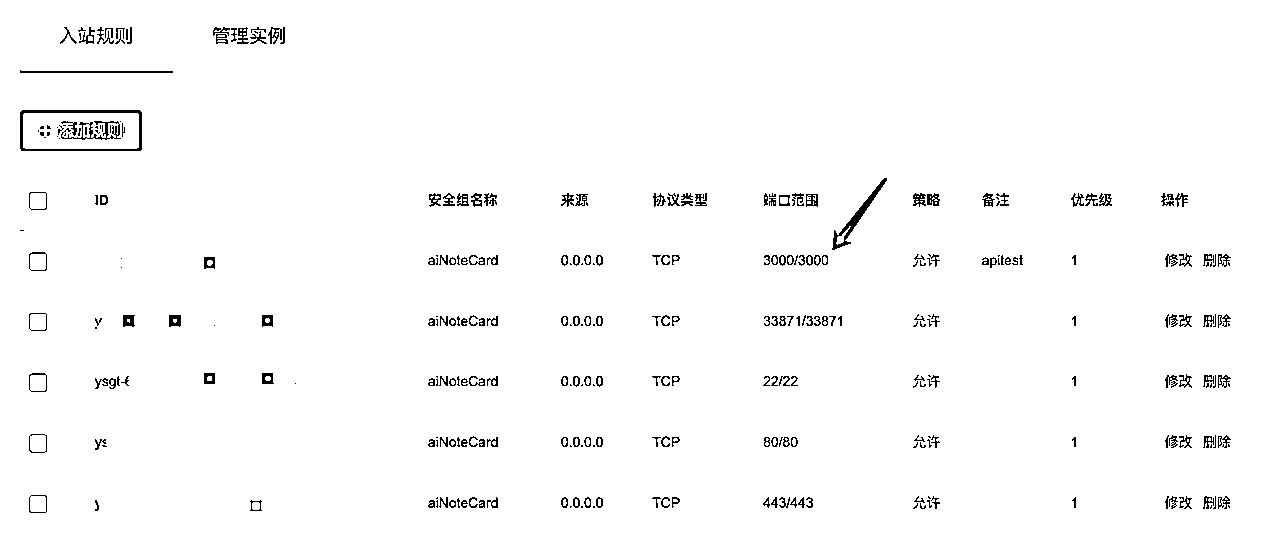 入站规则 管理实例
添加规则
ID 安全组名称 来源 协议类型 端口范围 策略 备注 优先级 操作
aiNoteCard 0.0.0.0 TCP 3000/3000 允许 apitest 1 修改 删除
y aiNoteCard 0.0.0.0 TCP 33871/33871 允许 1 修改 删除
ysgt- aiNoteCard 0.0.0.0 TCP 22/22 允许 1 修改 删除
ys aiNoteCard 0.0.0.0 TCP 80/80 允许 1 修改 删除
aiNoteCard 0.0.0.0 TCP 443/443 允许 1 修改 删除